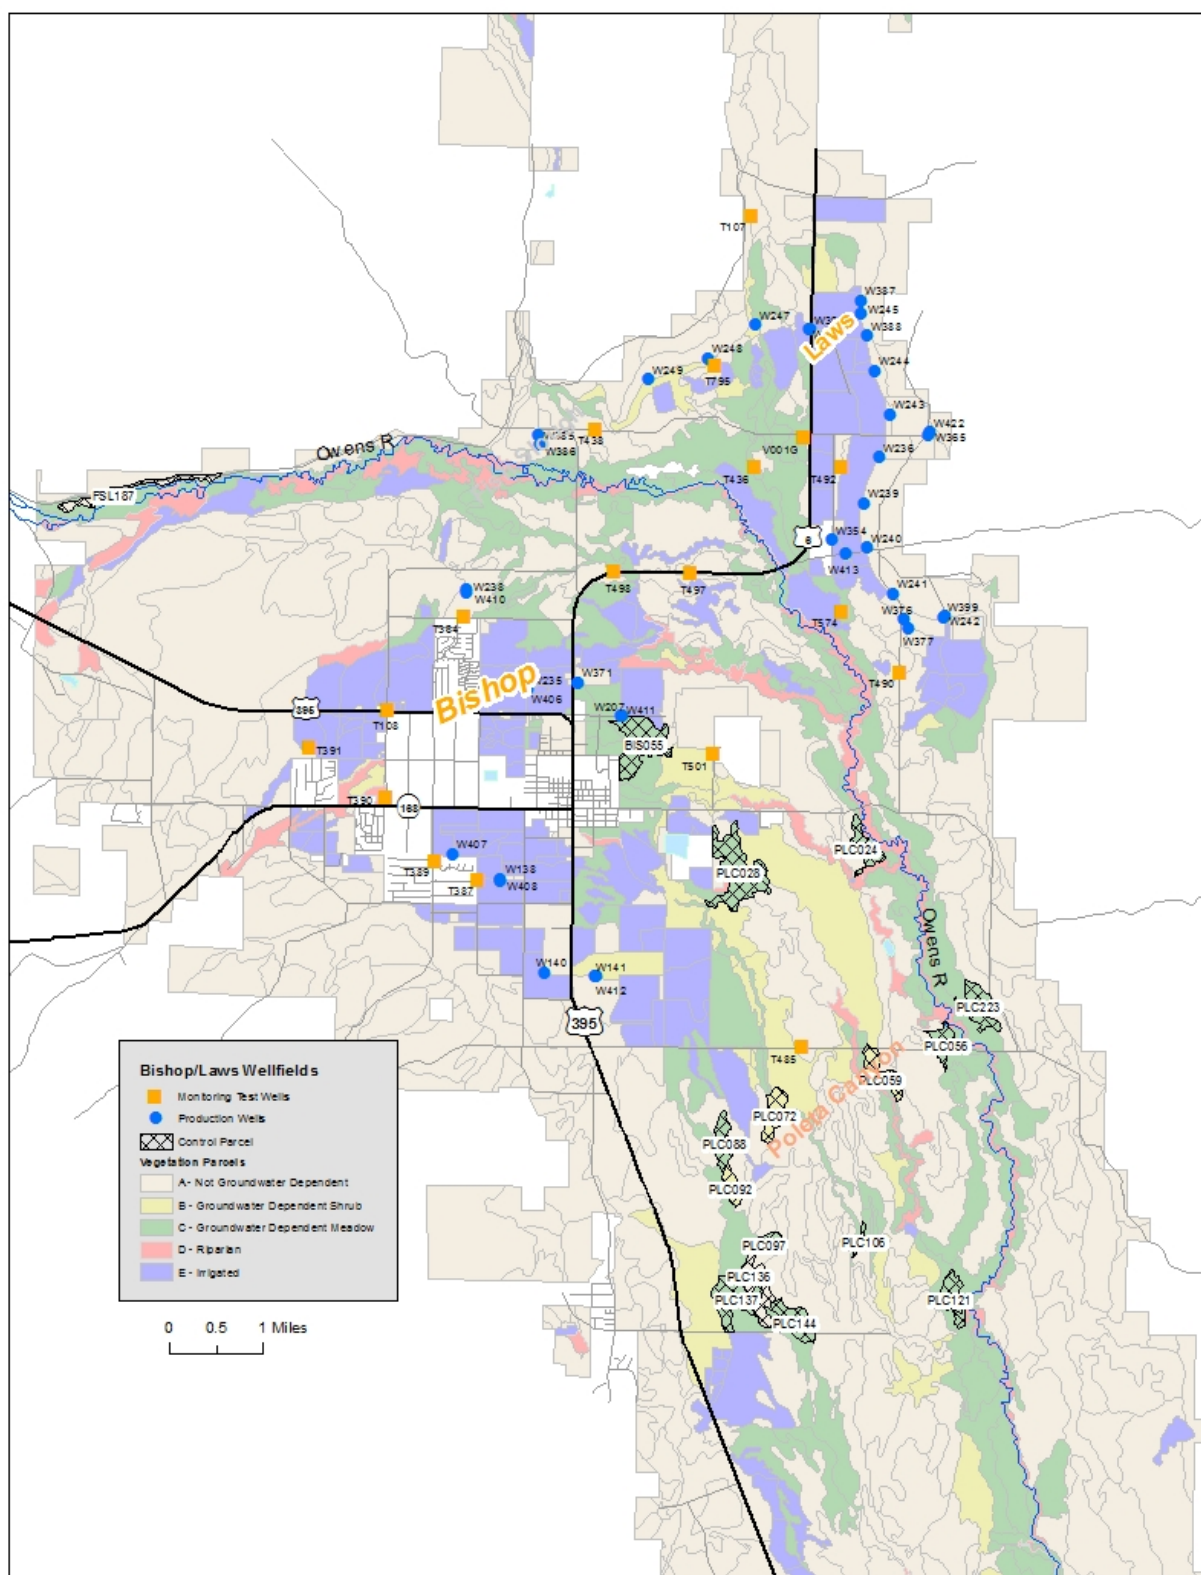 T107
W387
W247
W245
Laws
W388
W248
W244
T795
W249
W243
W422
W365
T438
W386
V001G
W236
Owens R
T436
T492
FSL187
W239
6
W354
W240
W413
W238
W410
T498
T497
W241
T384
W376
W399
W242
T574
W377
Bishop
W235
W371
T490
W406
395
W207
W411
T108
BIS055
T391
T501
T390
168
W407
PLC024
T389
W138
PLC028
T387
W408
Owens R
W140
W141
W412
PLC223
395
PLC056
T485
Poleta Canyon
PLC059
PLC072
PLC088
PLC092
PLC106
PLC097
PLC136
PLC137
PLC121
PLC144
Bishop/Laws Wellfields
Monitoring Test Wells
Production Wells
Control Parcel
Vegetation Parcels
A - Not Groundwater Dependent
B - Groundwater Dependent Shrub
C - Groundwater Dependent Meadow
D - Riparian
E - Irrigated
0 0.5 1 Miles